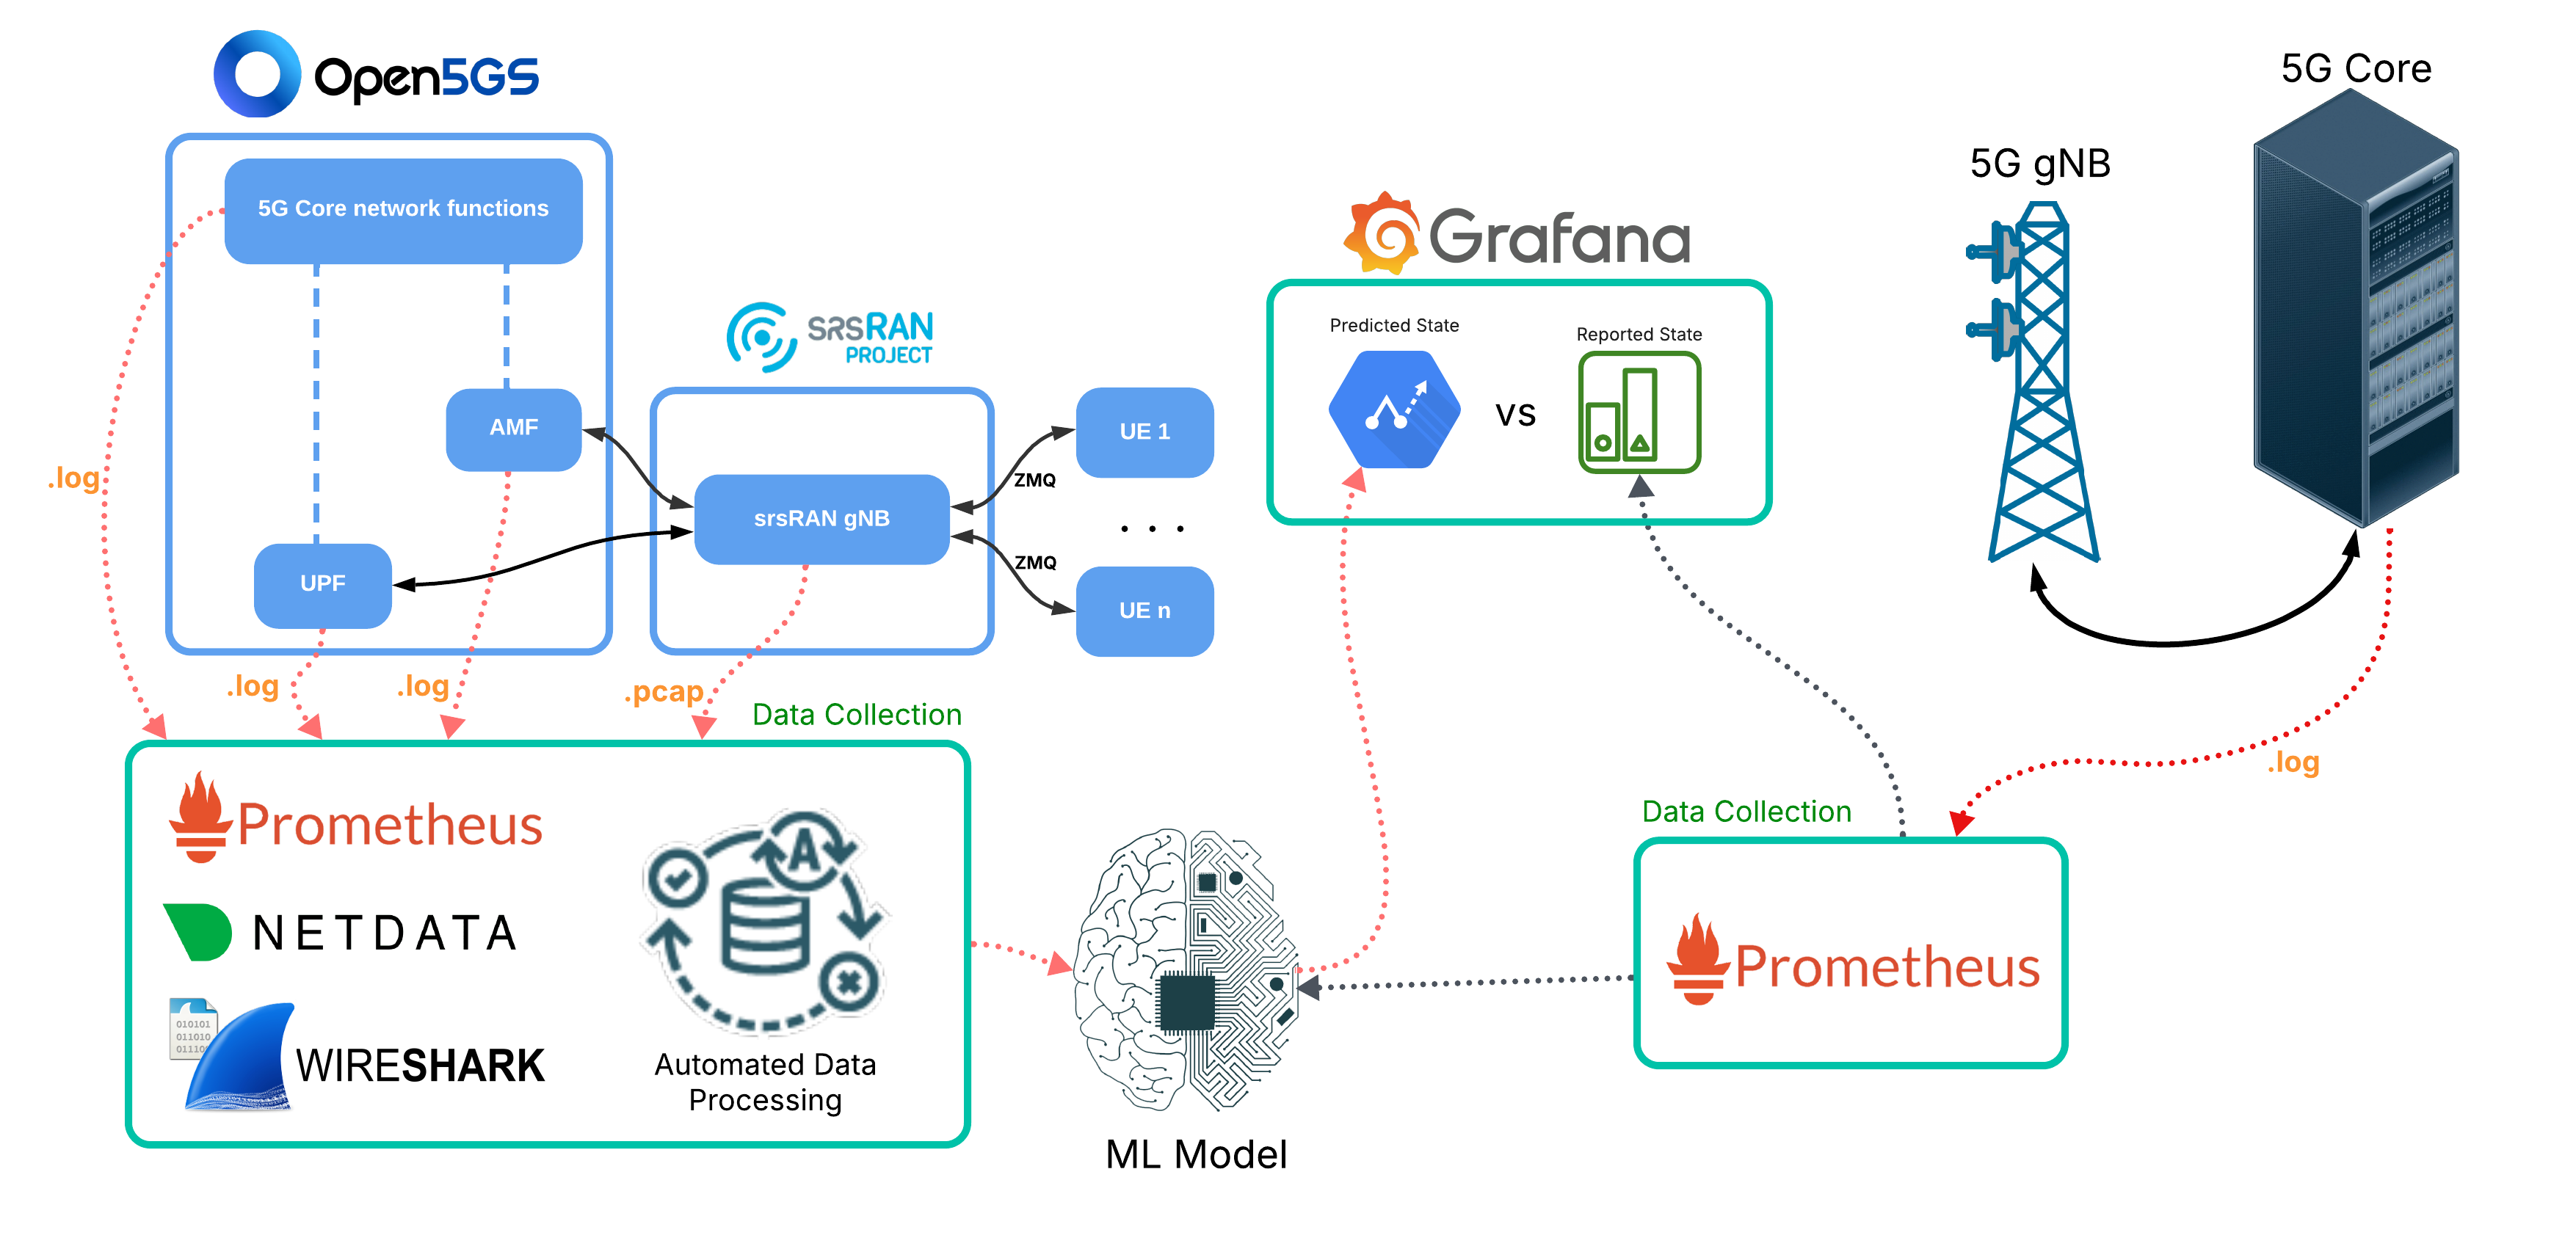 Open5GS
5G Core network functions
AMF
UPF
srsRAN
PROJECT
srsRAN gNB
UE 1
ZMQ
. . .
ZMQ
UE n
.log
.log
.log
.pcap
Data Collection
Prometheus
NETDATA
010101
011010
WIRESHARK
A
Automated Data
Processing
ML Model
Grafana
Predicted State
vs
Reported State
5G gNB
5G Core
.log
Data Collection
Prometheus